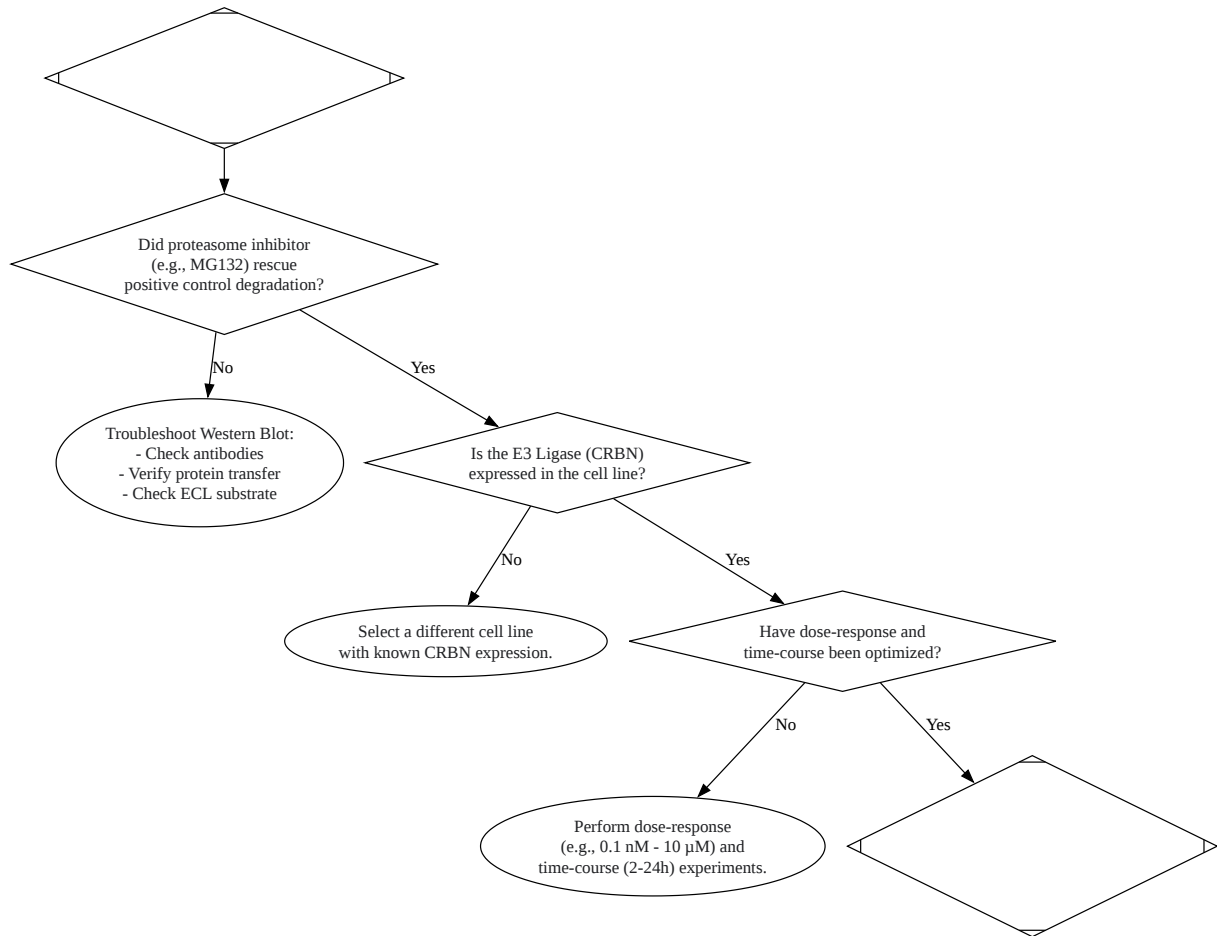 Did proteasome inhibitor
(e.g., MG132) rescue
positive control degradation?
No
Yes
Troubleshoot Western Blot:
- Check antibodies
- Verify protein transfer
- Check ECL substrate
Is the E3 Ligase (CRBN)
expressed in the cell line?
No
Yes
Select a different cell line
with known CRBN expression.
Have dose-response and
time-course been optimized?
No
Yes
Perform dose-response
(e.g., 0.1 nM - 10 µM) and
time-course (2-24h) experiments.